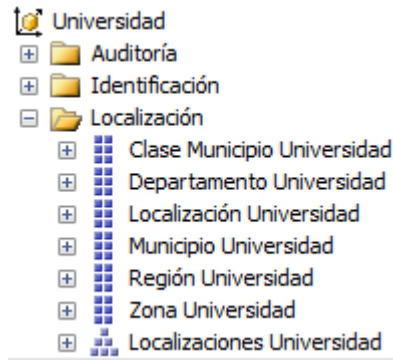 Universidad
Auditoría
Identificación
Localización
Clase Municipio Universidad
Departamento Universidad
Localización Universidad
Municipio Universidad
Región Universidad
Zona Universidad
Localizaciones Universidad